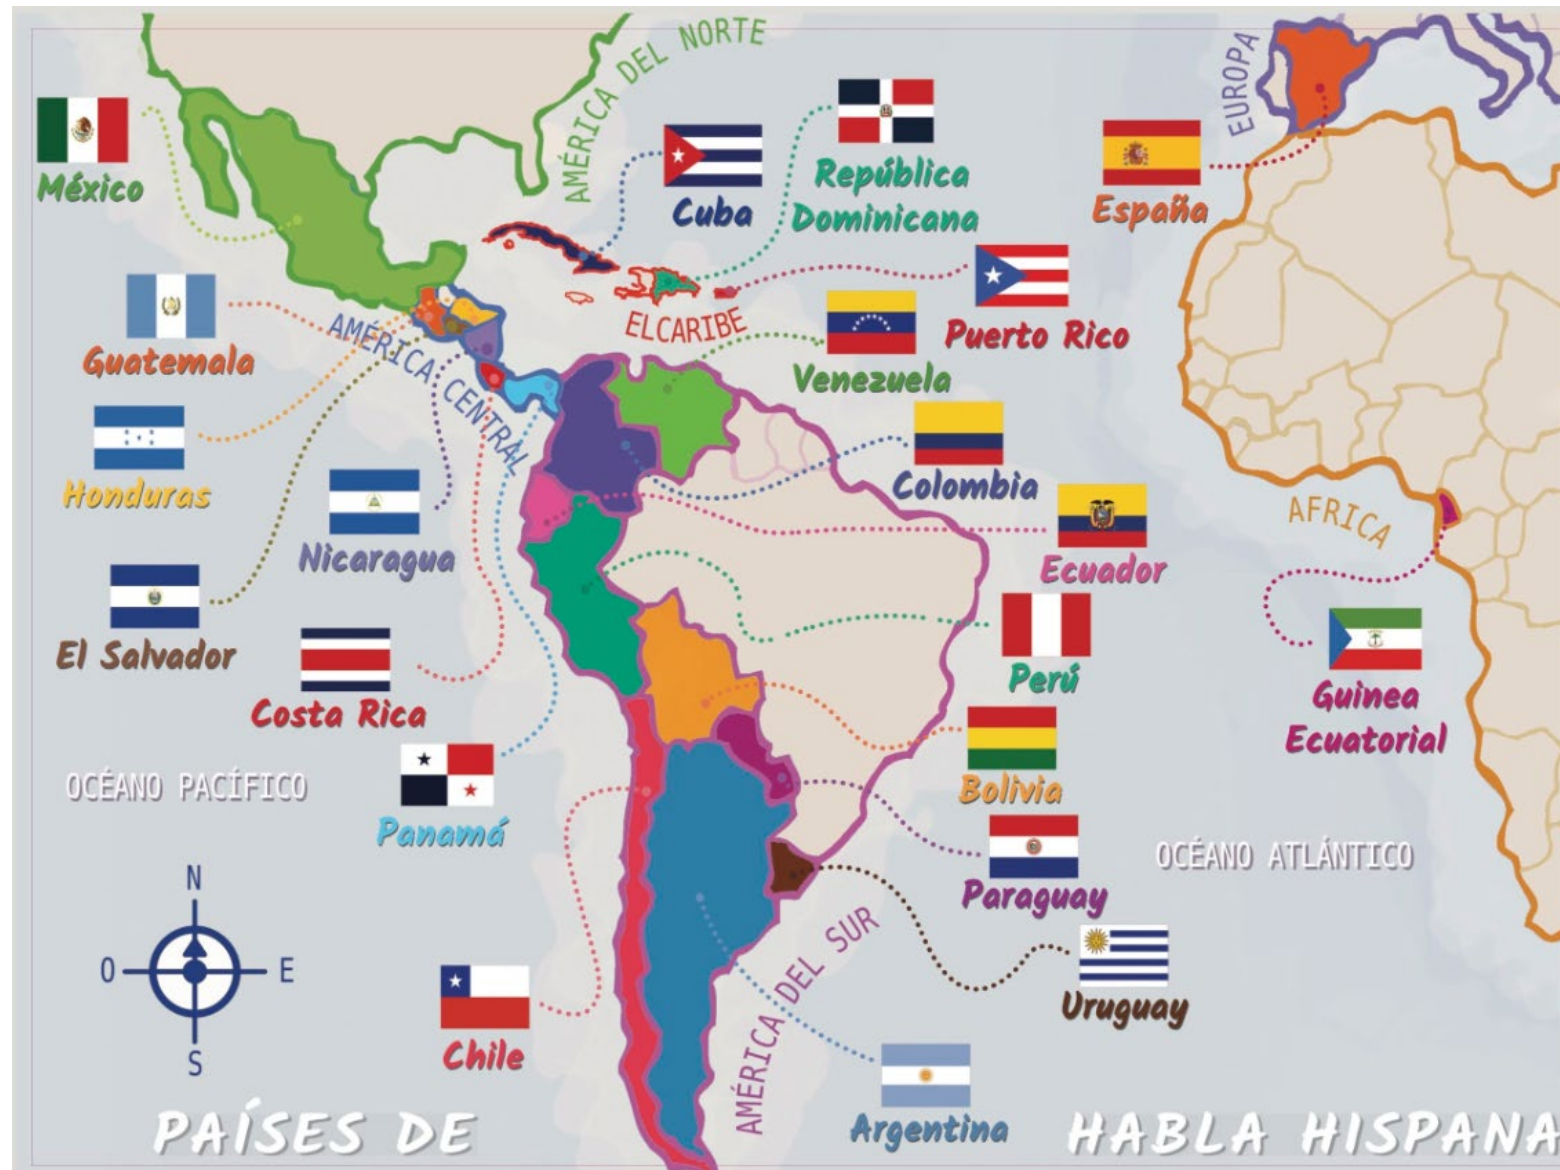 AMÉRICA DEL NORTE
EUROPA
México
Cuba
República
Dominicana
España
Guatemala
AMÉRICA CENTRAL
EL CARIBE
Puerto Rico
Venezuela
Honduras
Colombia
AFRICA
Nicaragua
Ecuador
El Salvador
Costa Rica
Perú
Guinea
Ecuatorial
OCÉANO PACÍFICO
Panamá
Bolivia
OCÉANO ATLÁNTICO
Paraguay
N
O
E
S
AMÉRICA DEL SUR
Uruguay
Chile
Argentina
PAÍSES DE HABLA HISPANA